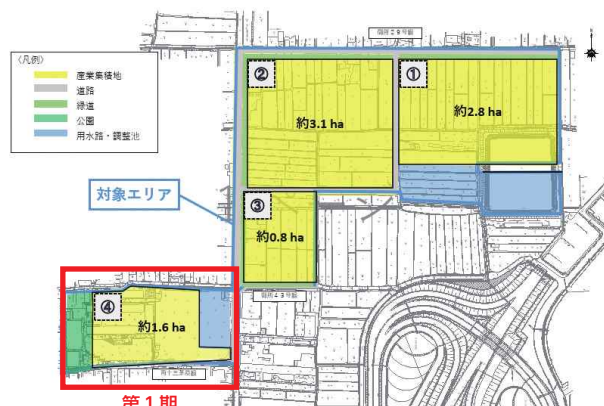 (凡例)
産業集積地
道路
緑道
公園
用水路・調整池
②
①
約3.1 ha
約2.8 ha
対象エリア
③
約0.8 ha
④
約1.6 ha
第1期